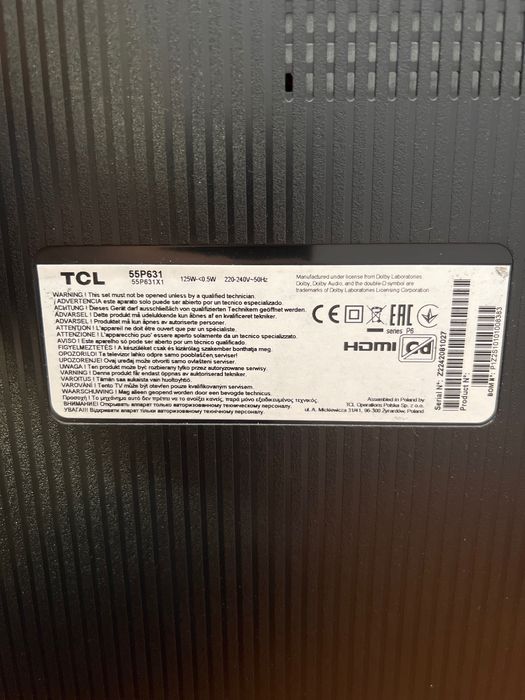 TCL
55P631
55P631X1
125W-<0.5W 220-240V~50Hz
Manufactured under license from Dolby Laboratories.
Dolby, Dolby Audio, and the double-D symbol are
trademarks of Dolby Laboratories Licensing Corporation.
WARNING ! This set must not be opened unless by a qualified technician.
¡ ADVERTENCIA este aparato solo puede ser abierto por un técnico especializado.
ACHTUNG ! Dieses Gerät darf ausschliesslich von qualifizierten Technikern geöffnet werden.
ADVARSEL ! Dette produkt må udelukkende kun åbnes af en kvalificeret tekniker.
ADVARSEL ! Produktet må kun åpnes av autoriserte personer.
ATTENTION ! L'appareil ne doit être ouvert que par un spécialiste.
ATTENZIONE ! L'apparecchio puo' essere aperto solamente da un tecnico specializzato.
AVISO ! Este aparelho só pode ser aberto por um técnico qualificado.
FIGYELMEZTETÉS ! A készüléket csak és kizárólag szakember bonthatja meg.
OPOZORILO! Ta televizor lahko odpre samo pooblaščen serviser!
UPOZORENJE! Ovaj uređaj može otvoriti samo ovlašteni serviser.
UWAGA ! Ten produkt może być rozbierany tylko przez autoryzowane serwisy.
VARNING ! Denna produkt får endast öppnas av auktoriserad tekniker.
VAROITUS ! Tämän saa aukaista vain huoltoyhtiö.
VAROVÁNÍ ! Tento TV může být otevřen pouze kvalifikovaným servisem.
WAARSCHUWING ! Mag alleen geopend worden door een bevoegde technicus.
Προσοχή ! Το μηχάνημα αυτό δεν πρέπει να το ανοίξει κανείς, παρά μόνο εξειδικευμένος τεχνικός.
ВНИМАНИЕ! Открывать аппарат только авторизованному техническому персоналу.
УВАГА!!! Відкривати апарат тільки авторизованому технічному персоналу.
CE EAC
series P6
HDMI
Assembled in Poland by
TCL Operations Polska Sp. z o.o.
ul. A. Mickiewicza 31/41, 96-300 Żyrardów, Poland
Serial N°: Z2242081027
Product N°: